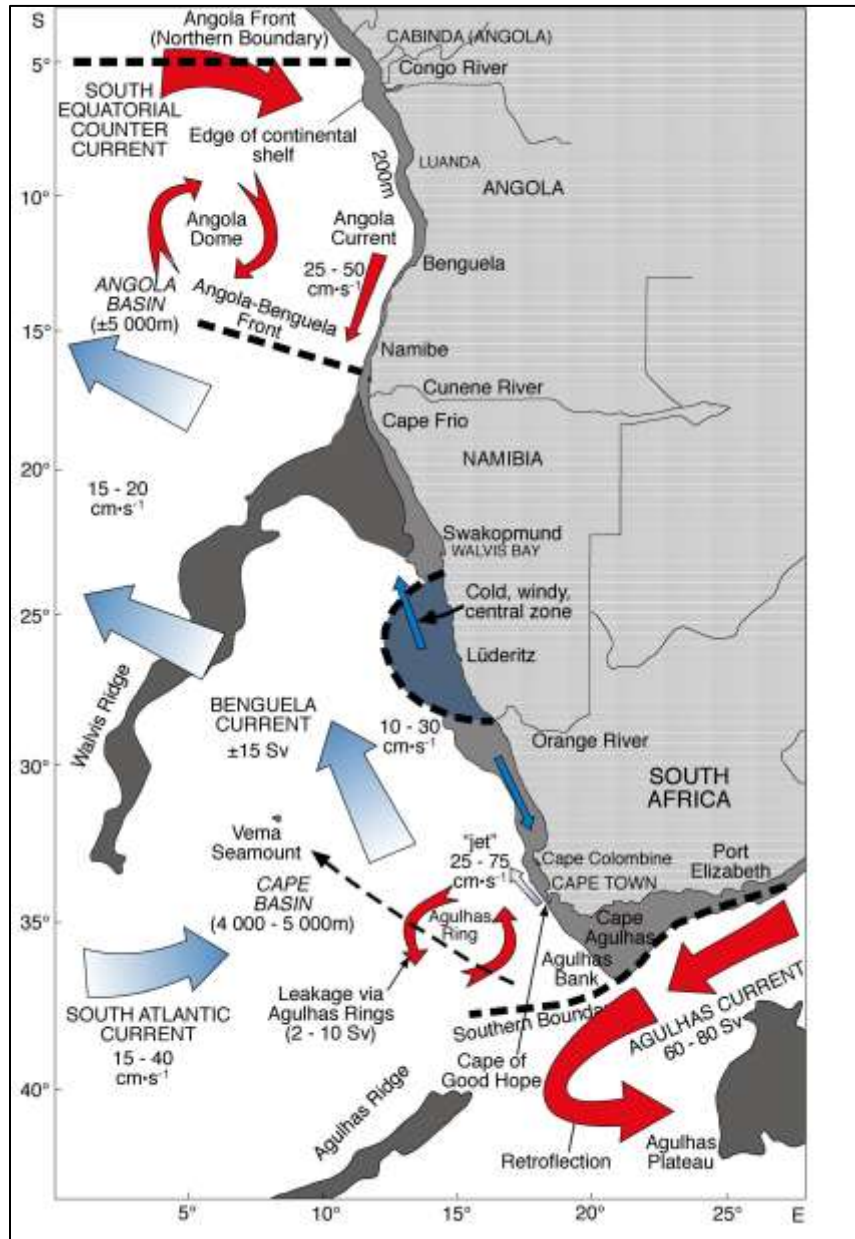 S
Angola Front
(Northern Boundary)
CABINDA (ANGOLA)
5°
Congo River
SOUTH
EQUATORIAL
COUNTER
CURRENT
Edge of continental
shelf
200m
LUANDA
ANGOLA
10°
Angola
Dome
Angola
Current
25 - 50
cm•s-1
Benguela
ANGOLA
BASIN
(±5 000m)
Angola-Benguela
Front
15°
Namibe
Cunene River
Cape Frio
NAMIBIA
20°
15 - 20
cm•s-1
Swakopmund
WALVIS BAY
Cold, windy,
central zone
25°
Lüderitz
Walvis Ridge
BENGUELA
CURRENT
±15 Sv
10 - 30
cm•s-1
Orange River
30°
SOUTH
AFRICA
Vema
Seamount
"jet"
25 - 75
cm•s-1
Cape Colombine
CAPE TOWN
Port
Elizabeth
CAPE
BASIN
(4 000 - 5 000m)
35°
Agulhas
Ring
Cape
Agulhas
Agulhas
Bank
Leakage via
Agulhas Rings
(2 - 10 Sv)
SOUTH ATLANTIC
CURRENT
15 - 40
cm•s-1
Southern Bounda
AGULHAS CURRENT
60 - 80 Sv
Cape of
Good Hope
40°
Agulhas Ridge
Retroflection
Agulhas
Plateau
5°
10°
15°
20°
25°
E